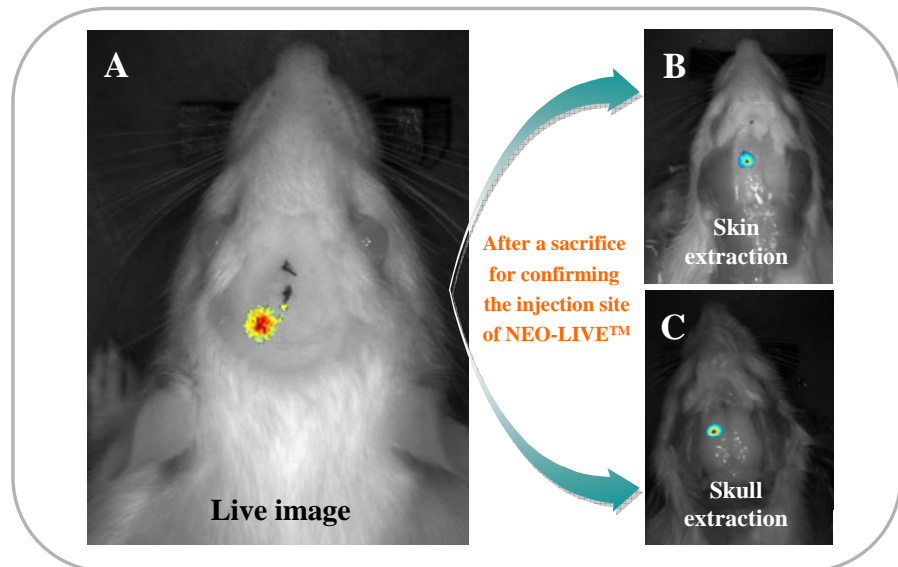 A
Live image
After a sacrifice
for confirming
the injection site
of NEO-LIVE™
B
Skin
extraction
C
Skull
extraction